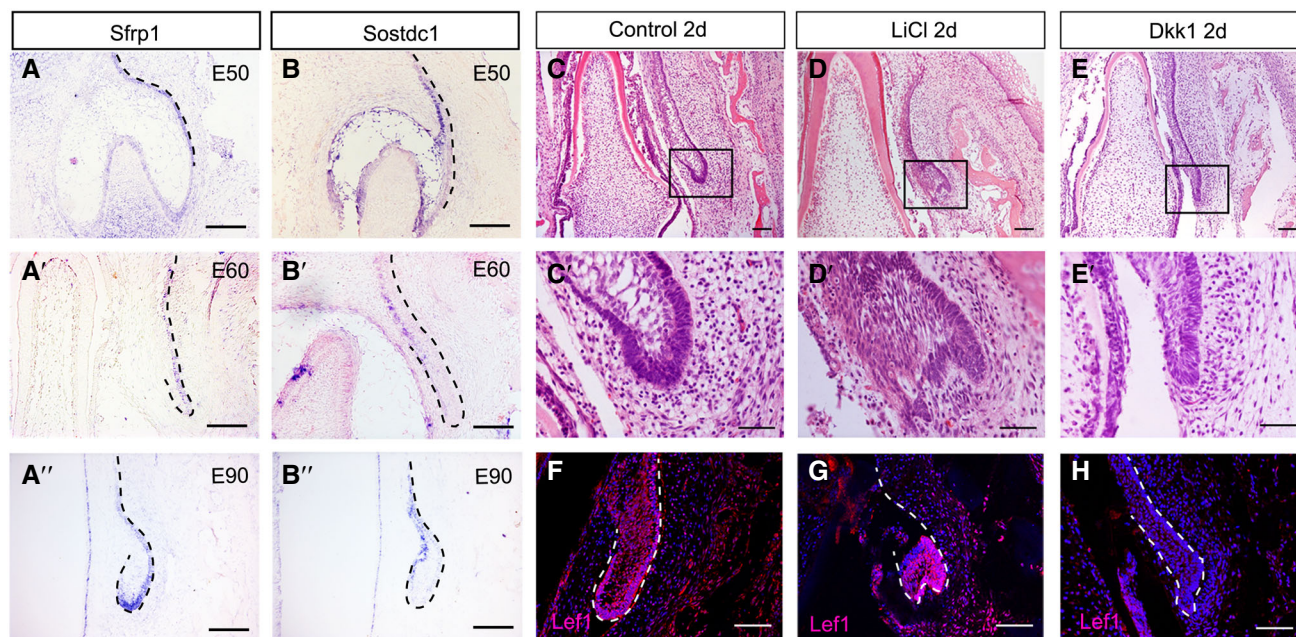 Sfrp1 Sostdc1 Control 2d LiCl 2d Dkk1 2d
A E50 B E50 C D E
A′ E60 B′ E60 C′ D′ E′
A″ E90 B″ E90 F G H
Lef1 Lef1 Lef1